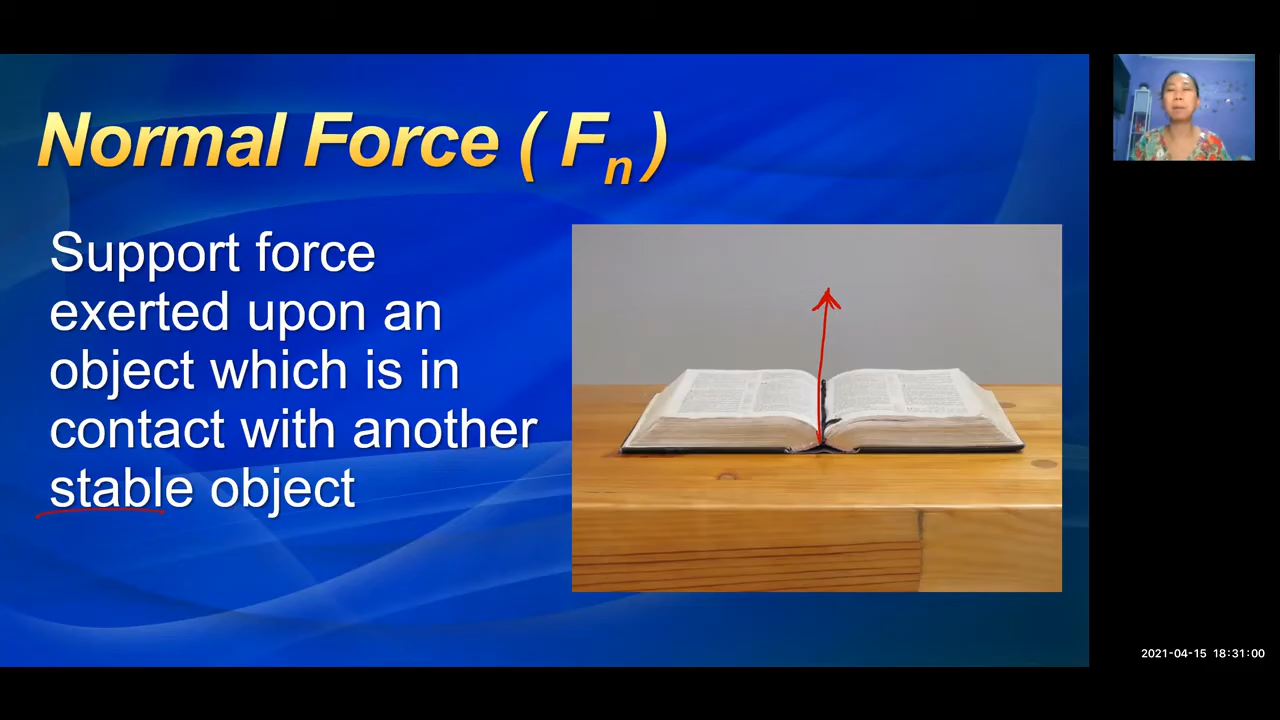 Normal Force ( Fn )
Support force
exerted upon an
object which is in
contact with another
stable object
2021-04-15 18:31:00